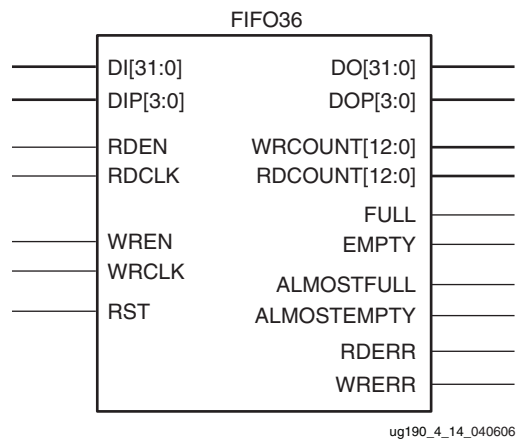 FIFO36
DI[31:0] DO[31:0]
DIP[3:0] DOP[3:0]
RDEN WRCOUNT[12:0]
RDCLK RDCOUNT[12:0]
FULL
WREN EMPTY
WRCLK ALMOSTFULL
RST ALMOSTEMPTY
RDERR
WRERR
ug190_4_14_040606